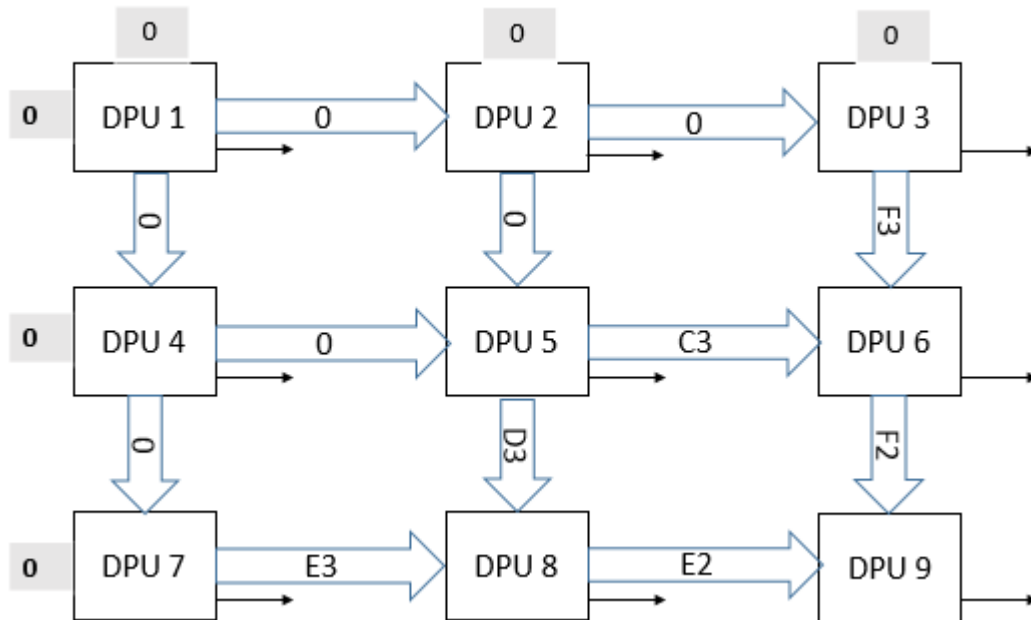 0 0 0
0 DPU 1 0 DPU 2 0 DPU 3
0 0 F3
0 DPU 4 0 DPU 5 C3 DPU 6
0 D3 F2
0 DPU 7 E3 DPU 8 E2 DPU 9